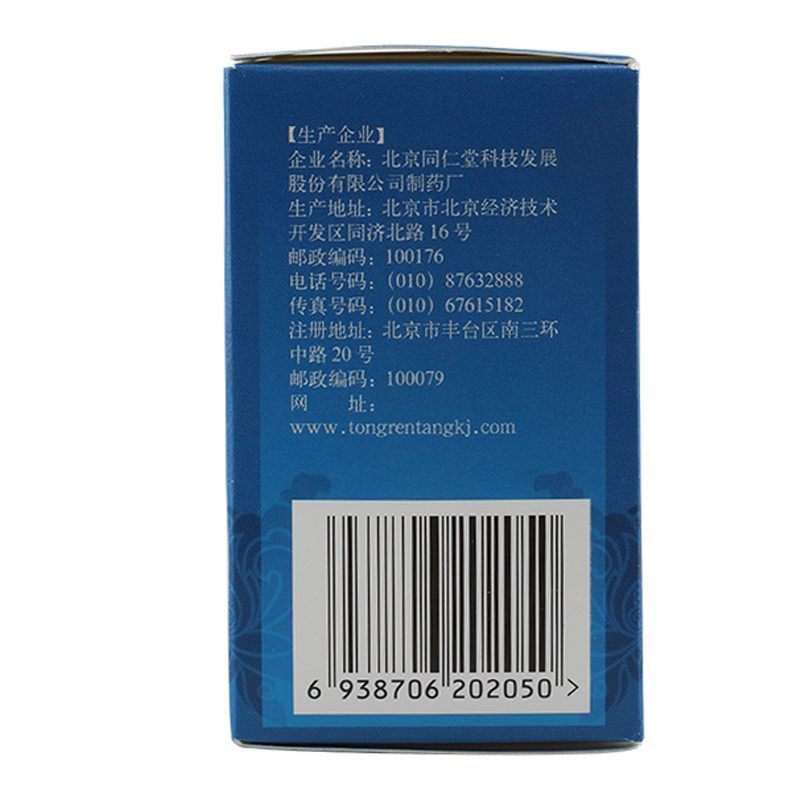 【生产企业】
企业名称：北京同仁堂科技发展
股份有限公司制药厂
生产地址：北京市北京经济技术
开发区同济北路 16 号
邮政编码：100176
电话号码：（010）87632888
传真号码：（010）67615182
注册地址：北京市丰台区南三环
中路 20 号
邮政编码：100079
网　　址：
www.tongrentangkj.com
6 938706 202050 >